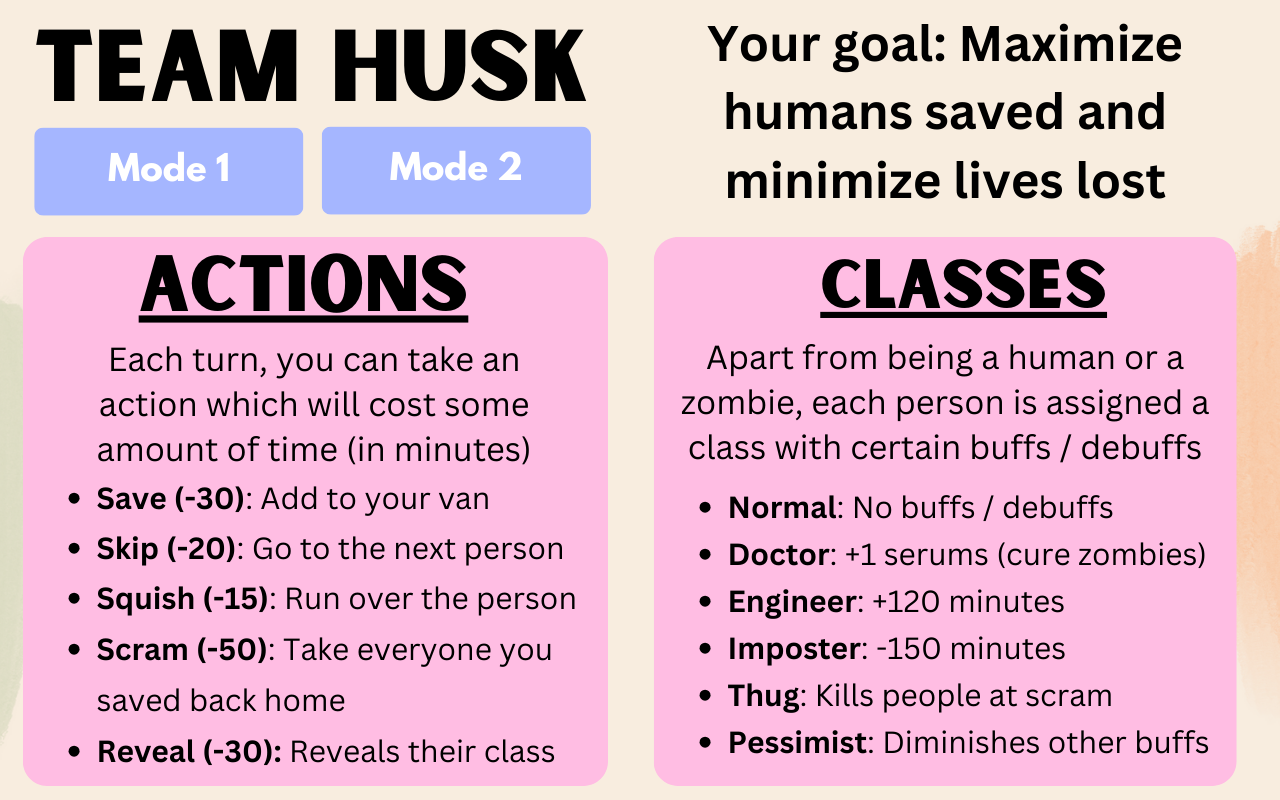 TEAM HUSK
Mode 1
Mode 2
Your goal: Maximize
humans saved and
minimize lives lost
ACTIONS
Each turn, you can take an
action which will cost some
amount of time (in minutes)
• Save (-30): Add to your van
• Skip (-20): Go to the next person
• Squish (-15): Run over the person
• Scram (-50): Take everyone you
saved back home
• Reveal (-30): Reveals their class
CLASSES
Apart from being a human or a
zombie, each person is assigned a
class with certain buffs / debuffs
• Normal: No buffs / debuffs
• Doctor: +1 serums (cure zombies)
• Engineer: +120 minutes
• Imposter: -150 minutes
• Thug: Kills people at scram
• Pessimist: Diminishes other buffs